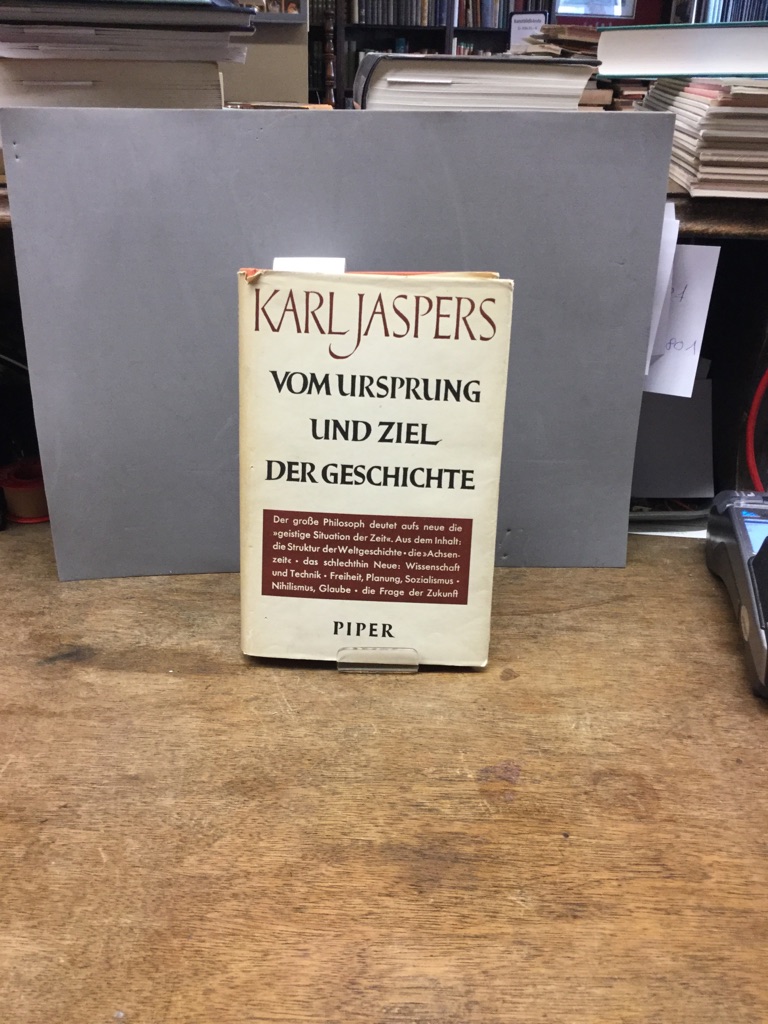 KARL JASPERS
VOM URSPRUNG
UND ZIEL
DER GESCHICHTE
Der große Philosoph deutet aufs neue die
»geistige Situation der Zeit«. Aus dem Inhalt:
die Struktur der Weltgeschichte • die »Achsen-
zeit« • das schlechthin Neue: Wissenschaft
und Technik • Freiheit, Planung, Sozialismus •
Nihilismus, Glaube • die Frage der Zukunft
PIPER
801